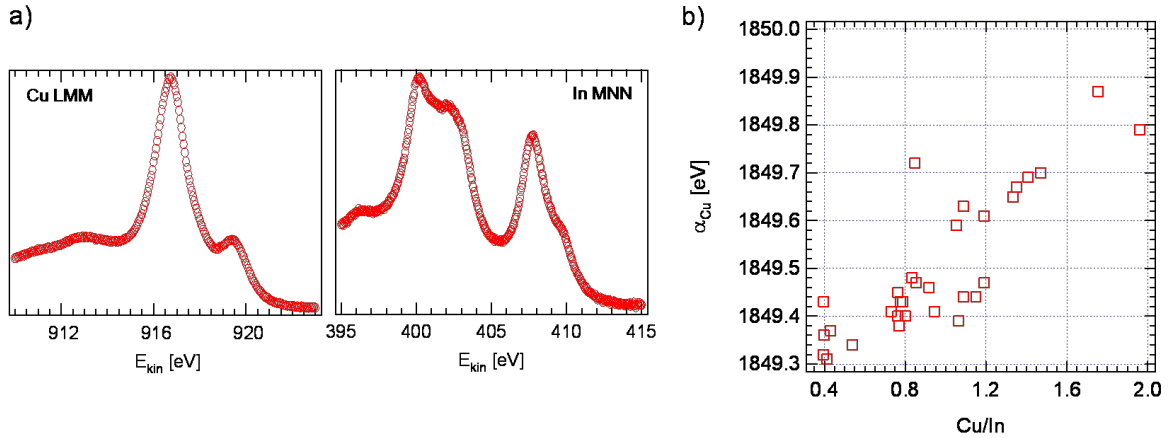 a)
Cu LMM
In MNN
912 916 920
395 400 405 410 415
E_kin [eV]
E_kin [eV]
b)
1850.0
1849.9
1849.8
1849.7
1849.6
1849.5
1849.4
1849.3
α_Cu [eV]
0.4 0.8 1.2 1.6 2.0
Cu/In